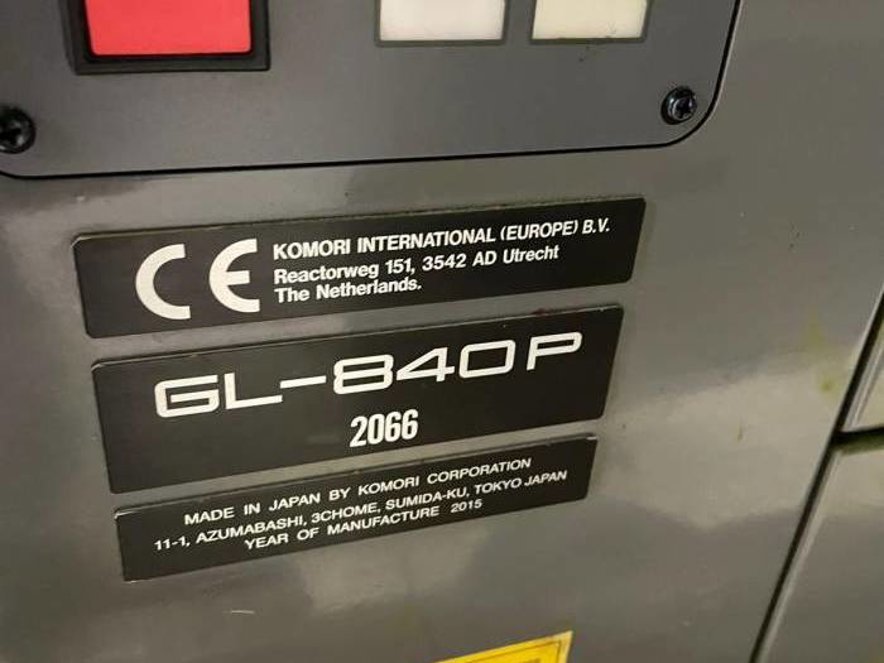 CE KOMORI INTERNATIONAL (EUROPE) B.V.
Reactorweg 151, 3542 AD Utrecht
The Netherlands.
GL-840P
2066
MADE IN JAPAN BY KOMORI CORPORATION
11-1, AZUMABASHI, 3CHOME, SUMIDA-KU, TOKYO JAPAN
YEAR OF MANUFACTURE 2015